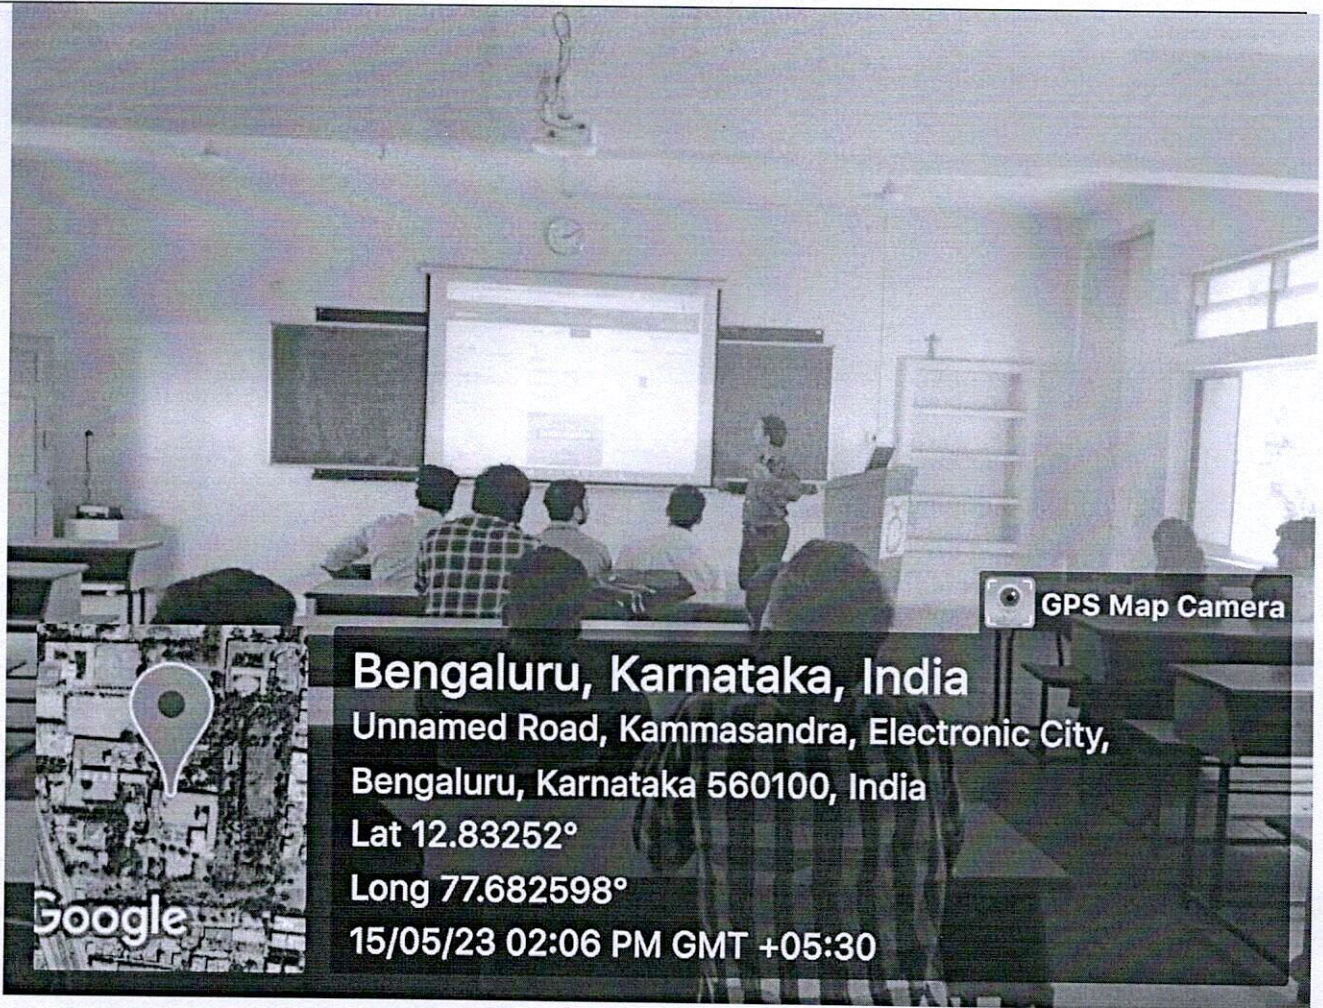 GPS Map Camera
Bengaluru, Karnataka, India
Unnamed Road, Kammasandra, Electronic City,
Bengaluru, Karnataka 560100, India
Lat 12.83252°
Long 77.682598°
15/05/23 02:06 PM GMT +05:30
Google